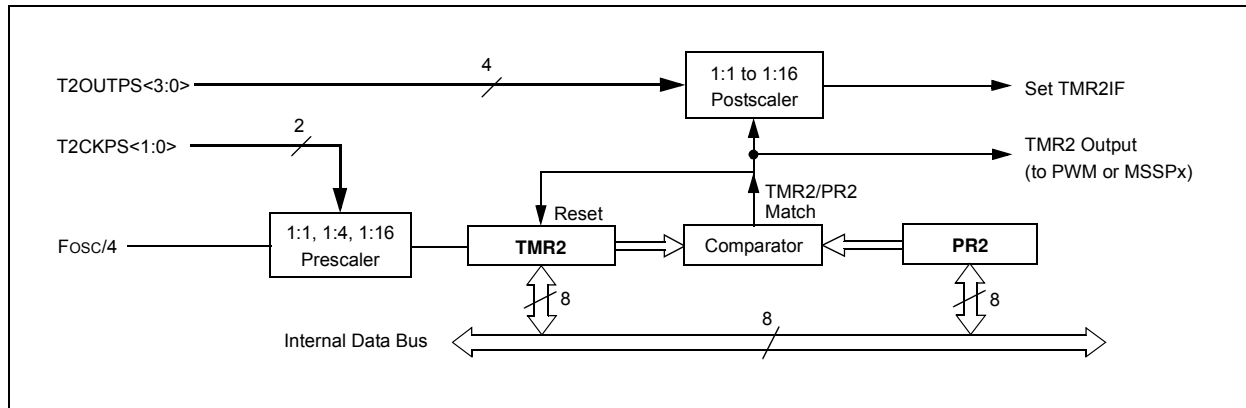 T2OUTPS<3:0>
4
1:1 to 1:16
Postscaler
Set TMR2IF
T2CKPS<1:0>
2
TMR2 Output
(to PWM or MSSPx)
TMR2/PR2
Match
Reset
FOSC/4
1:1, 1:4, 1:16
Prescaler
TMR2
Comparator
PR2
8
8
8
Internal Data Bus